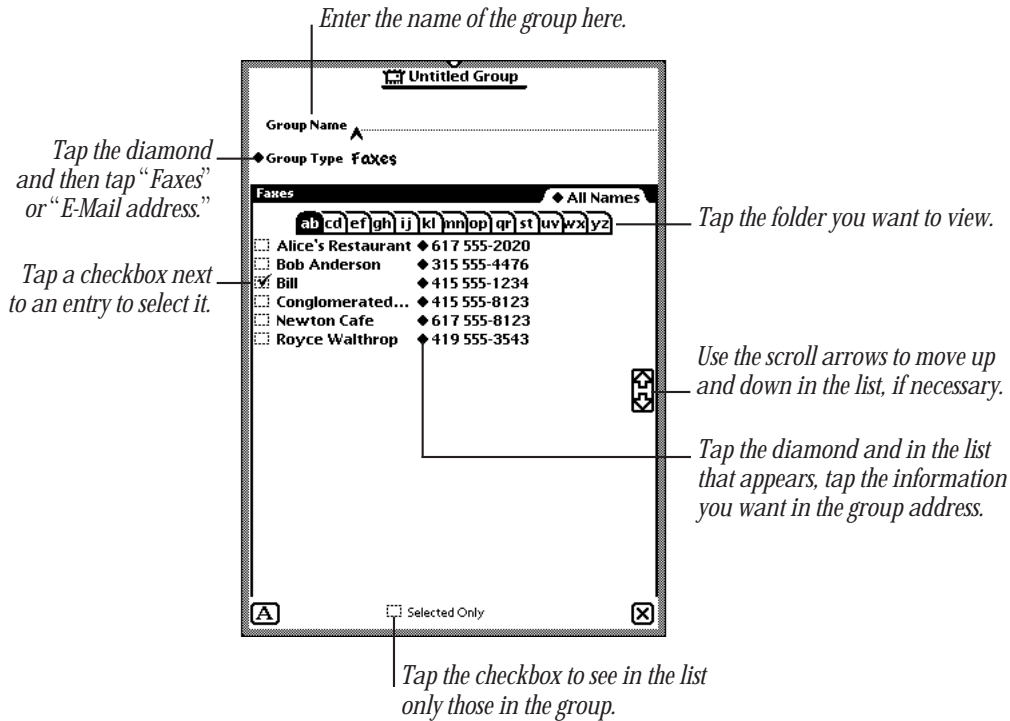 Enter the name of the group here.
Untitled Group
Group Name
Tap the diamond
and then tap “Faxes”
or “E-Mail address.”
Group Type Faxes
Faxes
All Names
ab cd ef gh ij kl mn op qr st uv wx yz
Tap the folder you want to view.
Alice's Restaurant 617 555-2020
Bob Anderson 315 555-4476
Bill 415 555-1234
Conglomerated... 415 555-8123
Newton Cafe 617 555-8123
Royce Walthrop 419 555-3543
Tap a checkbox next
to an entry to select it.
Use the scroll arrows to move up
and down in the list, if necessary.
Tap the diamond and in the list
that appears, tap the information
you want in the group address.
A
Selected Only
Tap the checkbox to see in the list
only those in the group.